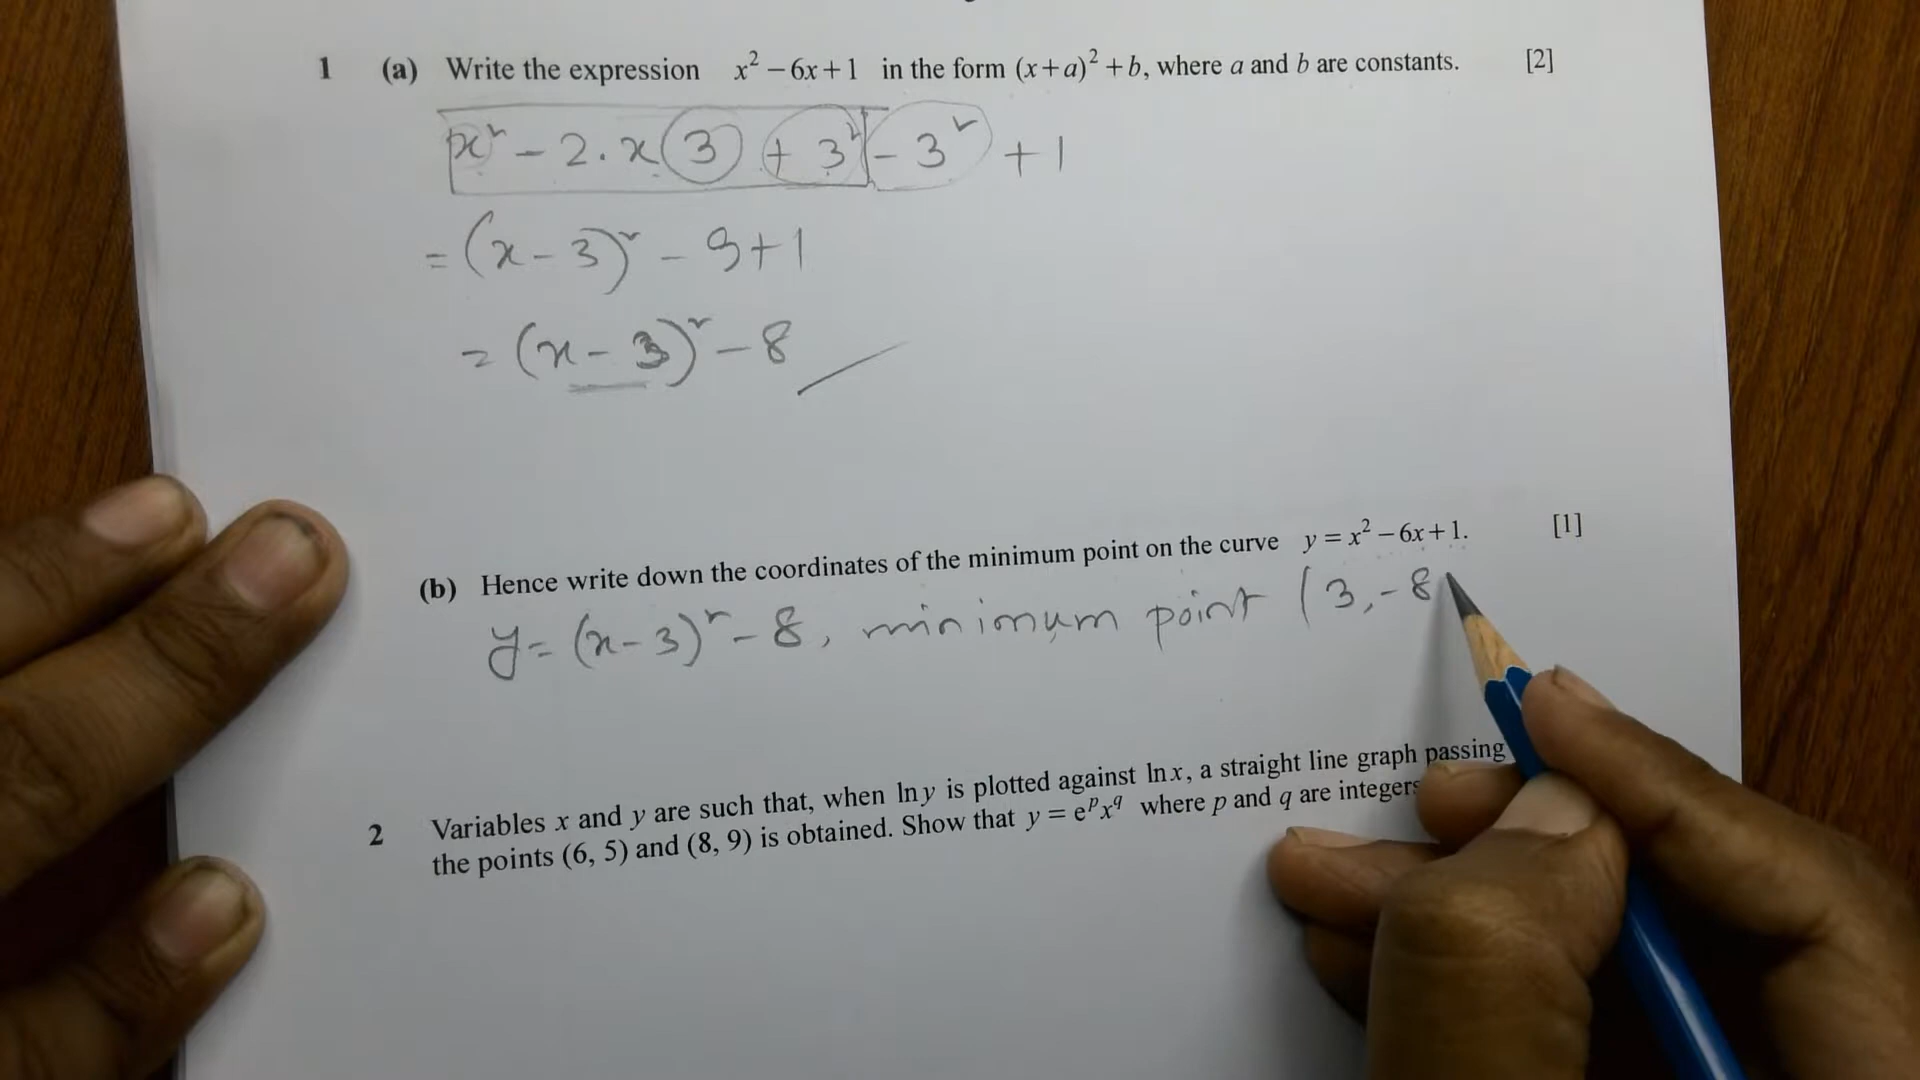 1 (a) Write the expression x² − 6x + 1 in the form (x + a)² + b, where a and b are constants. [2]
x² − 2 . x 3 + 3² − 3² + 1
= (x − 3)² − 9 + 1
= (x − 3)² − 8
(b) Hence write down the coordinates of the minimum point on the curve y = x² − 6x + 1. [1]
y = (x − 3)² − 8, minimum point (3, −8
2 Variables x and y are such that, when ln y is plotted against ln x, a straight line graph passing
the points (6, 5) and (8, 9) is obtained. Show that y = eᵖx^q where p and q are integers